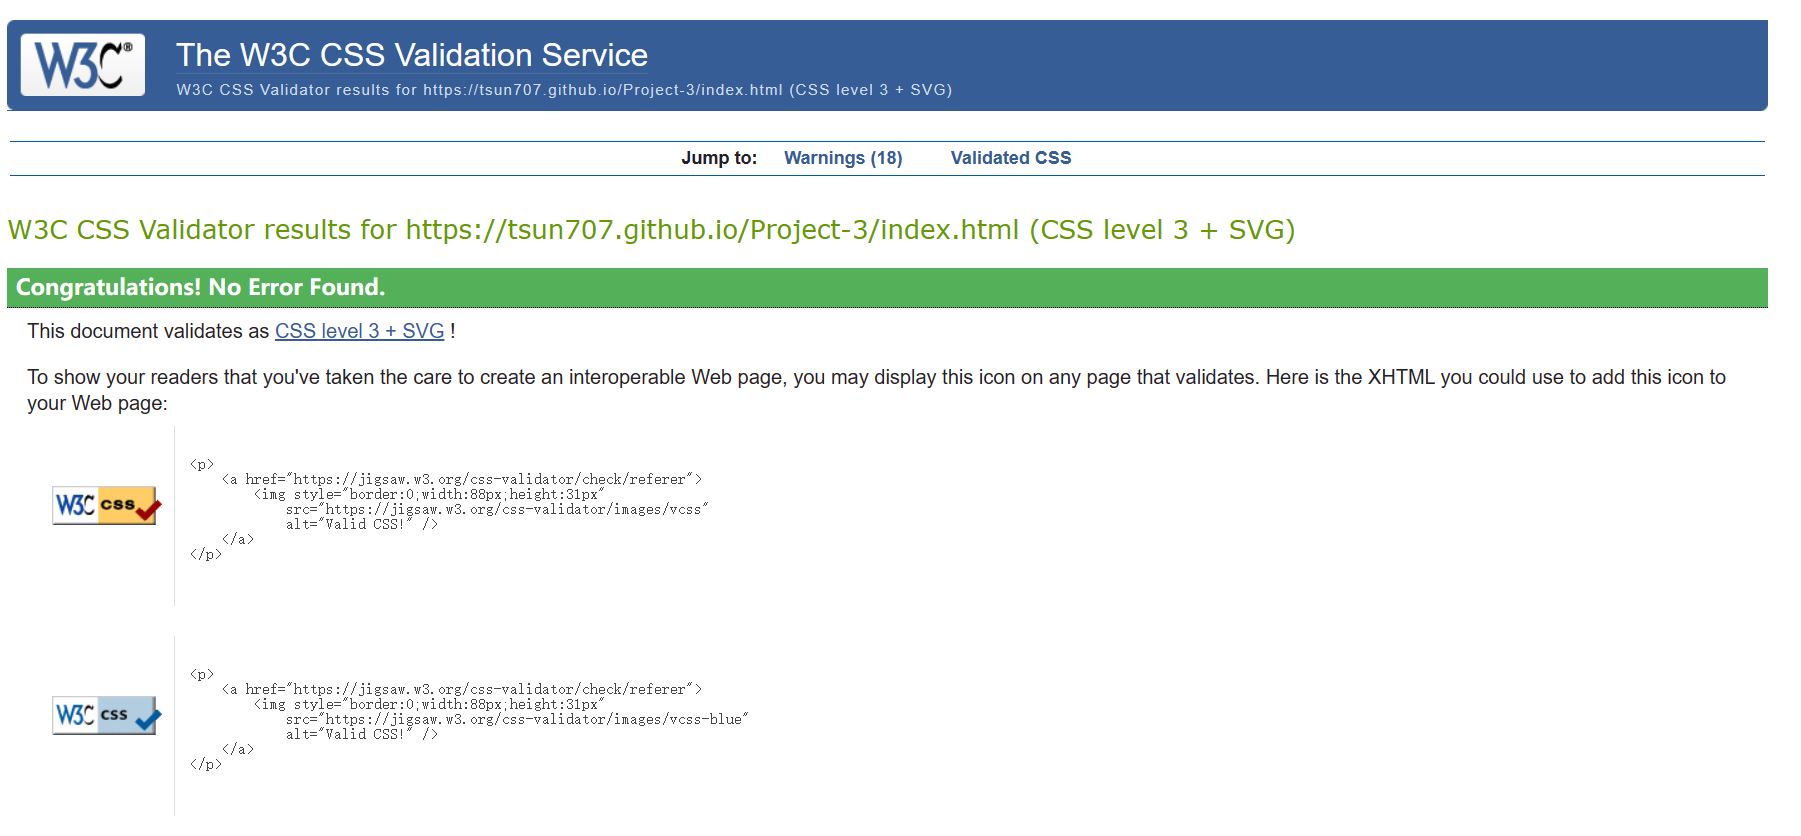 W3C®
The W3C CSS Validation Service
W3C CSS Validator results for https://tsun707.github.io/Project-3/index.html (CSS level 3 + SVG)
Jump to: Warnings (18) Validated CSS
W3C CSS Validator results for https://tsun707.github.io/Project-3/index.html (CSS level 3 + SVG)
Congratulations! No Error Found.
This document validates as CSS level 3 + SVG !
To show your readers that you've taken the care to create an interoperable Web page, you may display this icon on any page that validates. Here is the XHTML you could use to add this icon to
your Web page:
W3C css
<p>
<a href="https://jigsaw.w3.org/css-validator/check/referer">
<img style="border:0;width:88px;height:31px"
src="https://jigsaw.w3.org/css-validator/images/vcss"
alt="Valid CSS!" />
</a>
</p>
W3C css
<p>
<a href="https://jigsaw.w3.org/css-validator/check/referer">
<img style="border:0;width:88px;height:31px"
src="https://jigsaw.w3.org/css-validator/images/vcss-blue"
alt="Valid CSS!" />
</a>
</p>